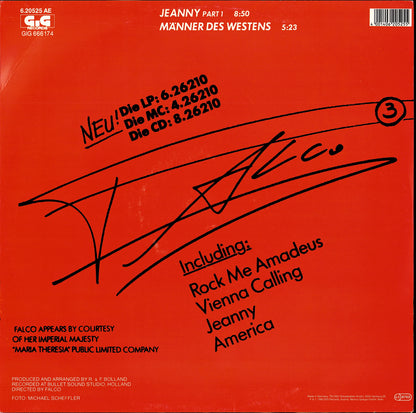 6.20525 AE
GiG
RECORDS
GIG 666174
JEANNY PART 1 8:50
MÄNNER DES WESTENS 5:23
NEU!
Die LP: 6.26210
Die MC: 4.26210
Die CD: 8.26210
3
FALCO
Including:
Rock Me Amadeus
Vienna Calling
Jeanny
America
FALCO APPEARS BY COURTESY
OF HER IMPERIAL MAJESTY
"MARIA THERESIA" PUBLIC LIMITED COMPANY
PRODUCED AND ARRANGED BY R. & F. BOLLAND
RECORDED AT BULLET SOUND STUDIO, HOLLAND
DIRECTED BY FALCO
FOTO: MICHAEL SCHEFFLER